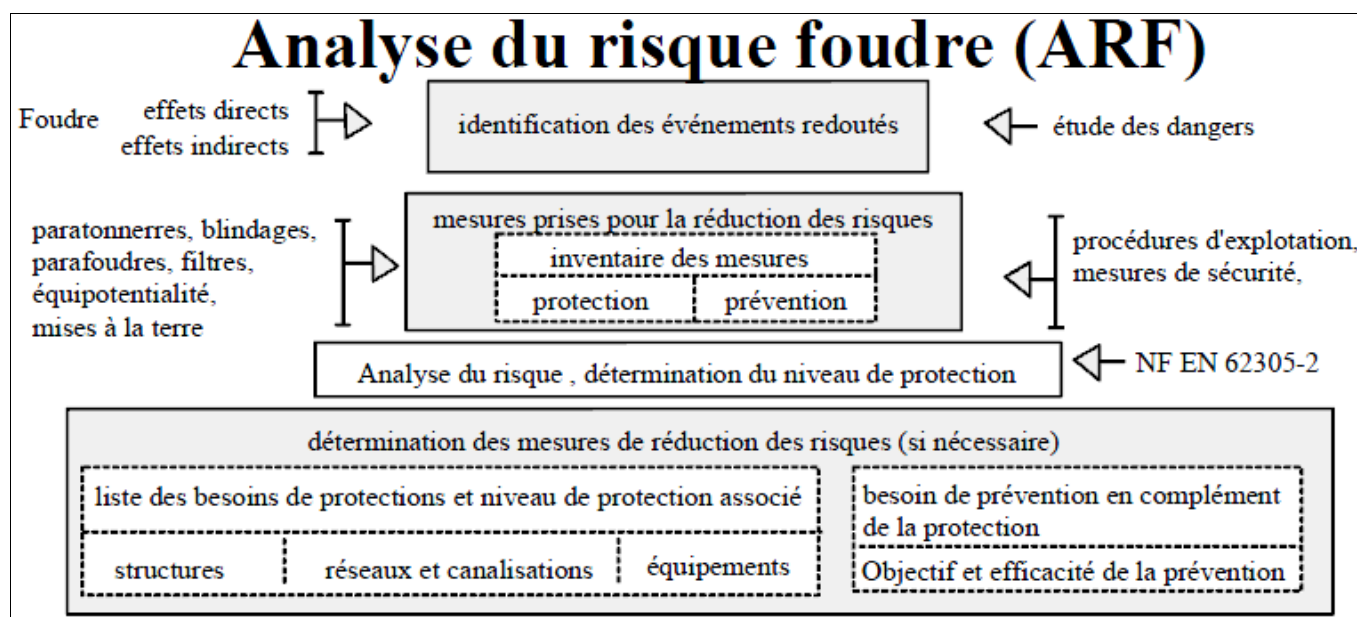 Analyse du risque foudre (ARF)
Foudre
effets directs
effets indirects
identification des événements redoutés
étude des dangers
paratonnerres, blindages,
parafoudres, filtres,
équipotentialité,
mises à la terre
mesures prises pour la réduction des risques
inventaire des mesures
protection
prévention
procédures d'explotation,
mesures de sécurité,
Analyse du risque , détermination du niveau de protection
NF EN 62305-2
détermination des mesures de réduction des risques (si nécessaire)
liste des besoins de protections et niveau de protection associé
structures
réseaux et canalisations
équipements
besoin de prévention en complément
de la protection
Objectif et efficacité de la prévention